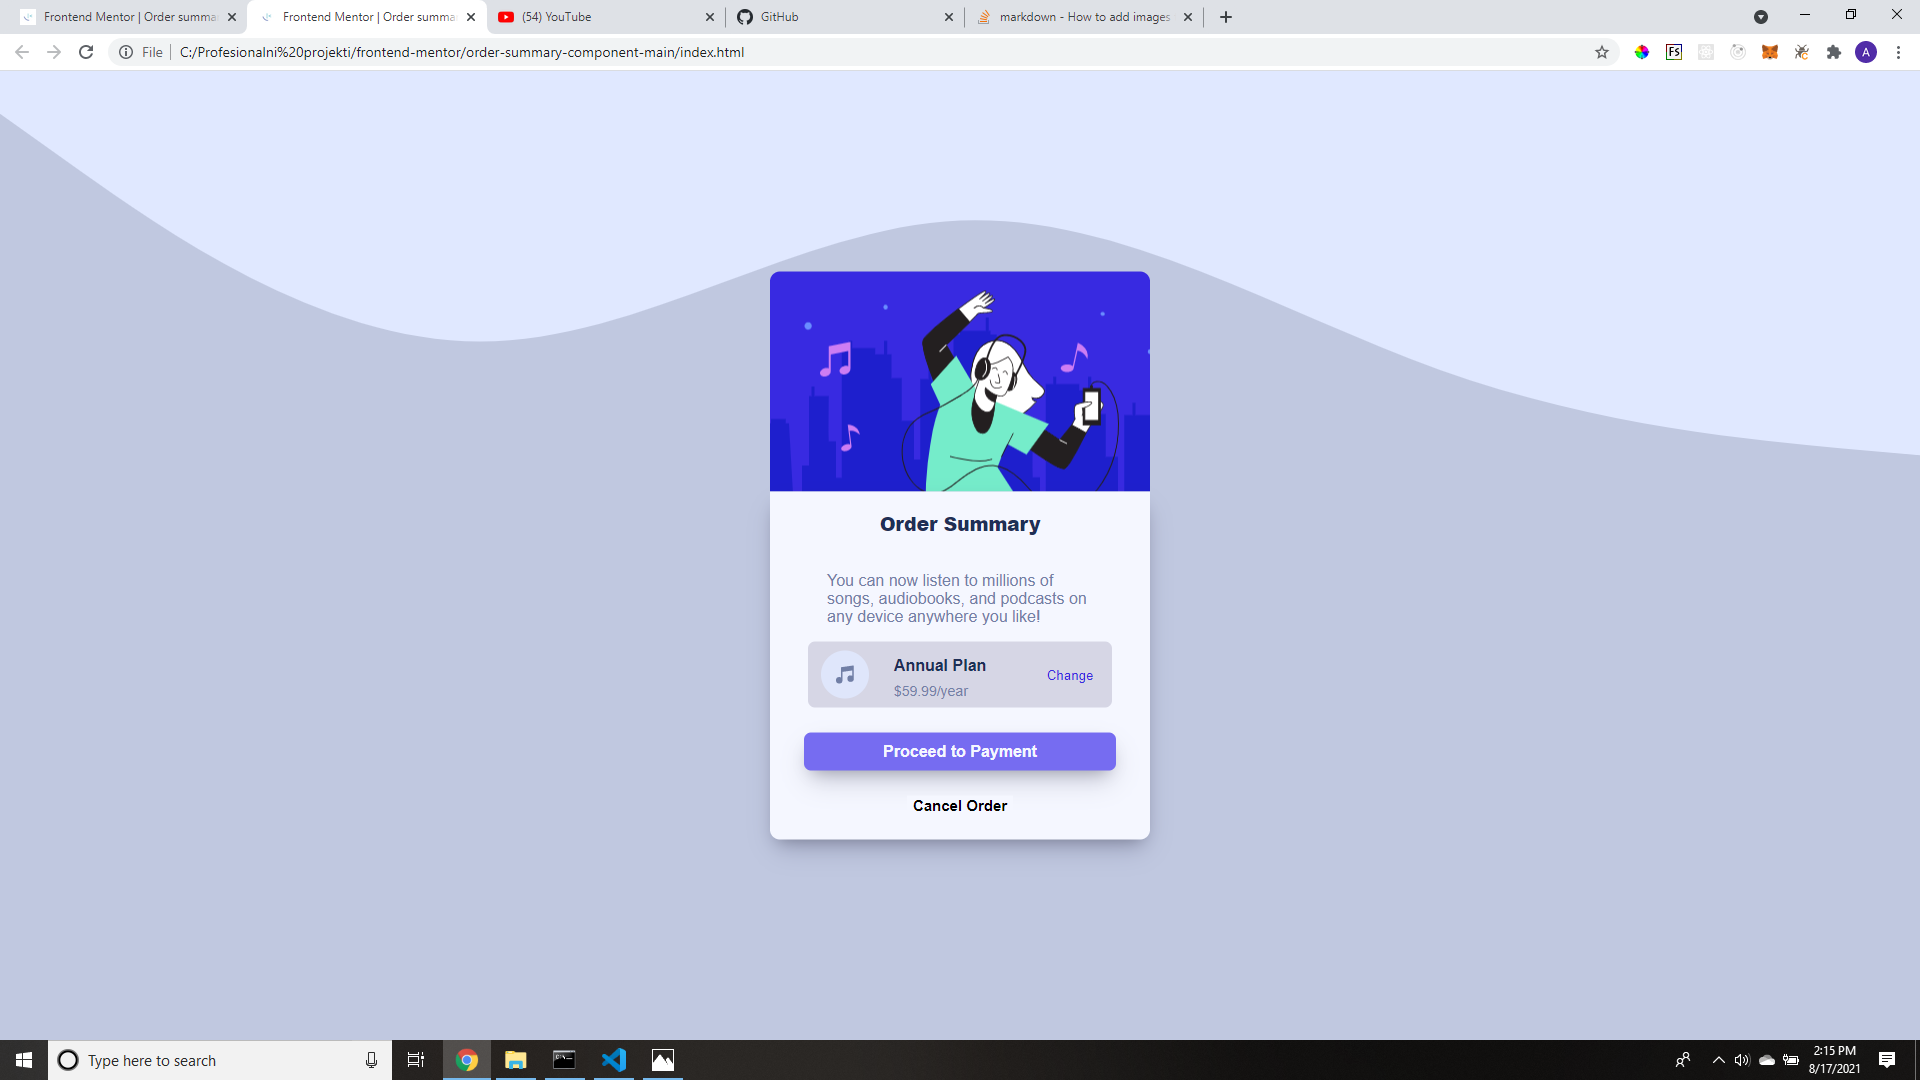 Frontend Mentor | Order summa
Frontend Mentor | Order summa
(54) YouTube
GitHub
markdown - How to add images
File
C:/Profesionalni%20projekti/frontend-mentor/order-summary-component-main/index.html
FS
A
Order Summary
You can now listen to millions of
songs, audiobooks, and podcasts on
any device anywhere you like!
Annual Plan
$59.99/year
Change
Proceed to Payment
Cancel Order
Type here to search
2:15 PM
8/17/2021